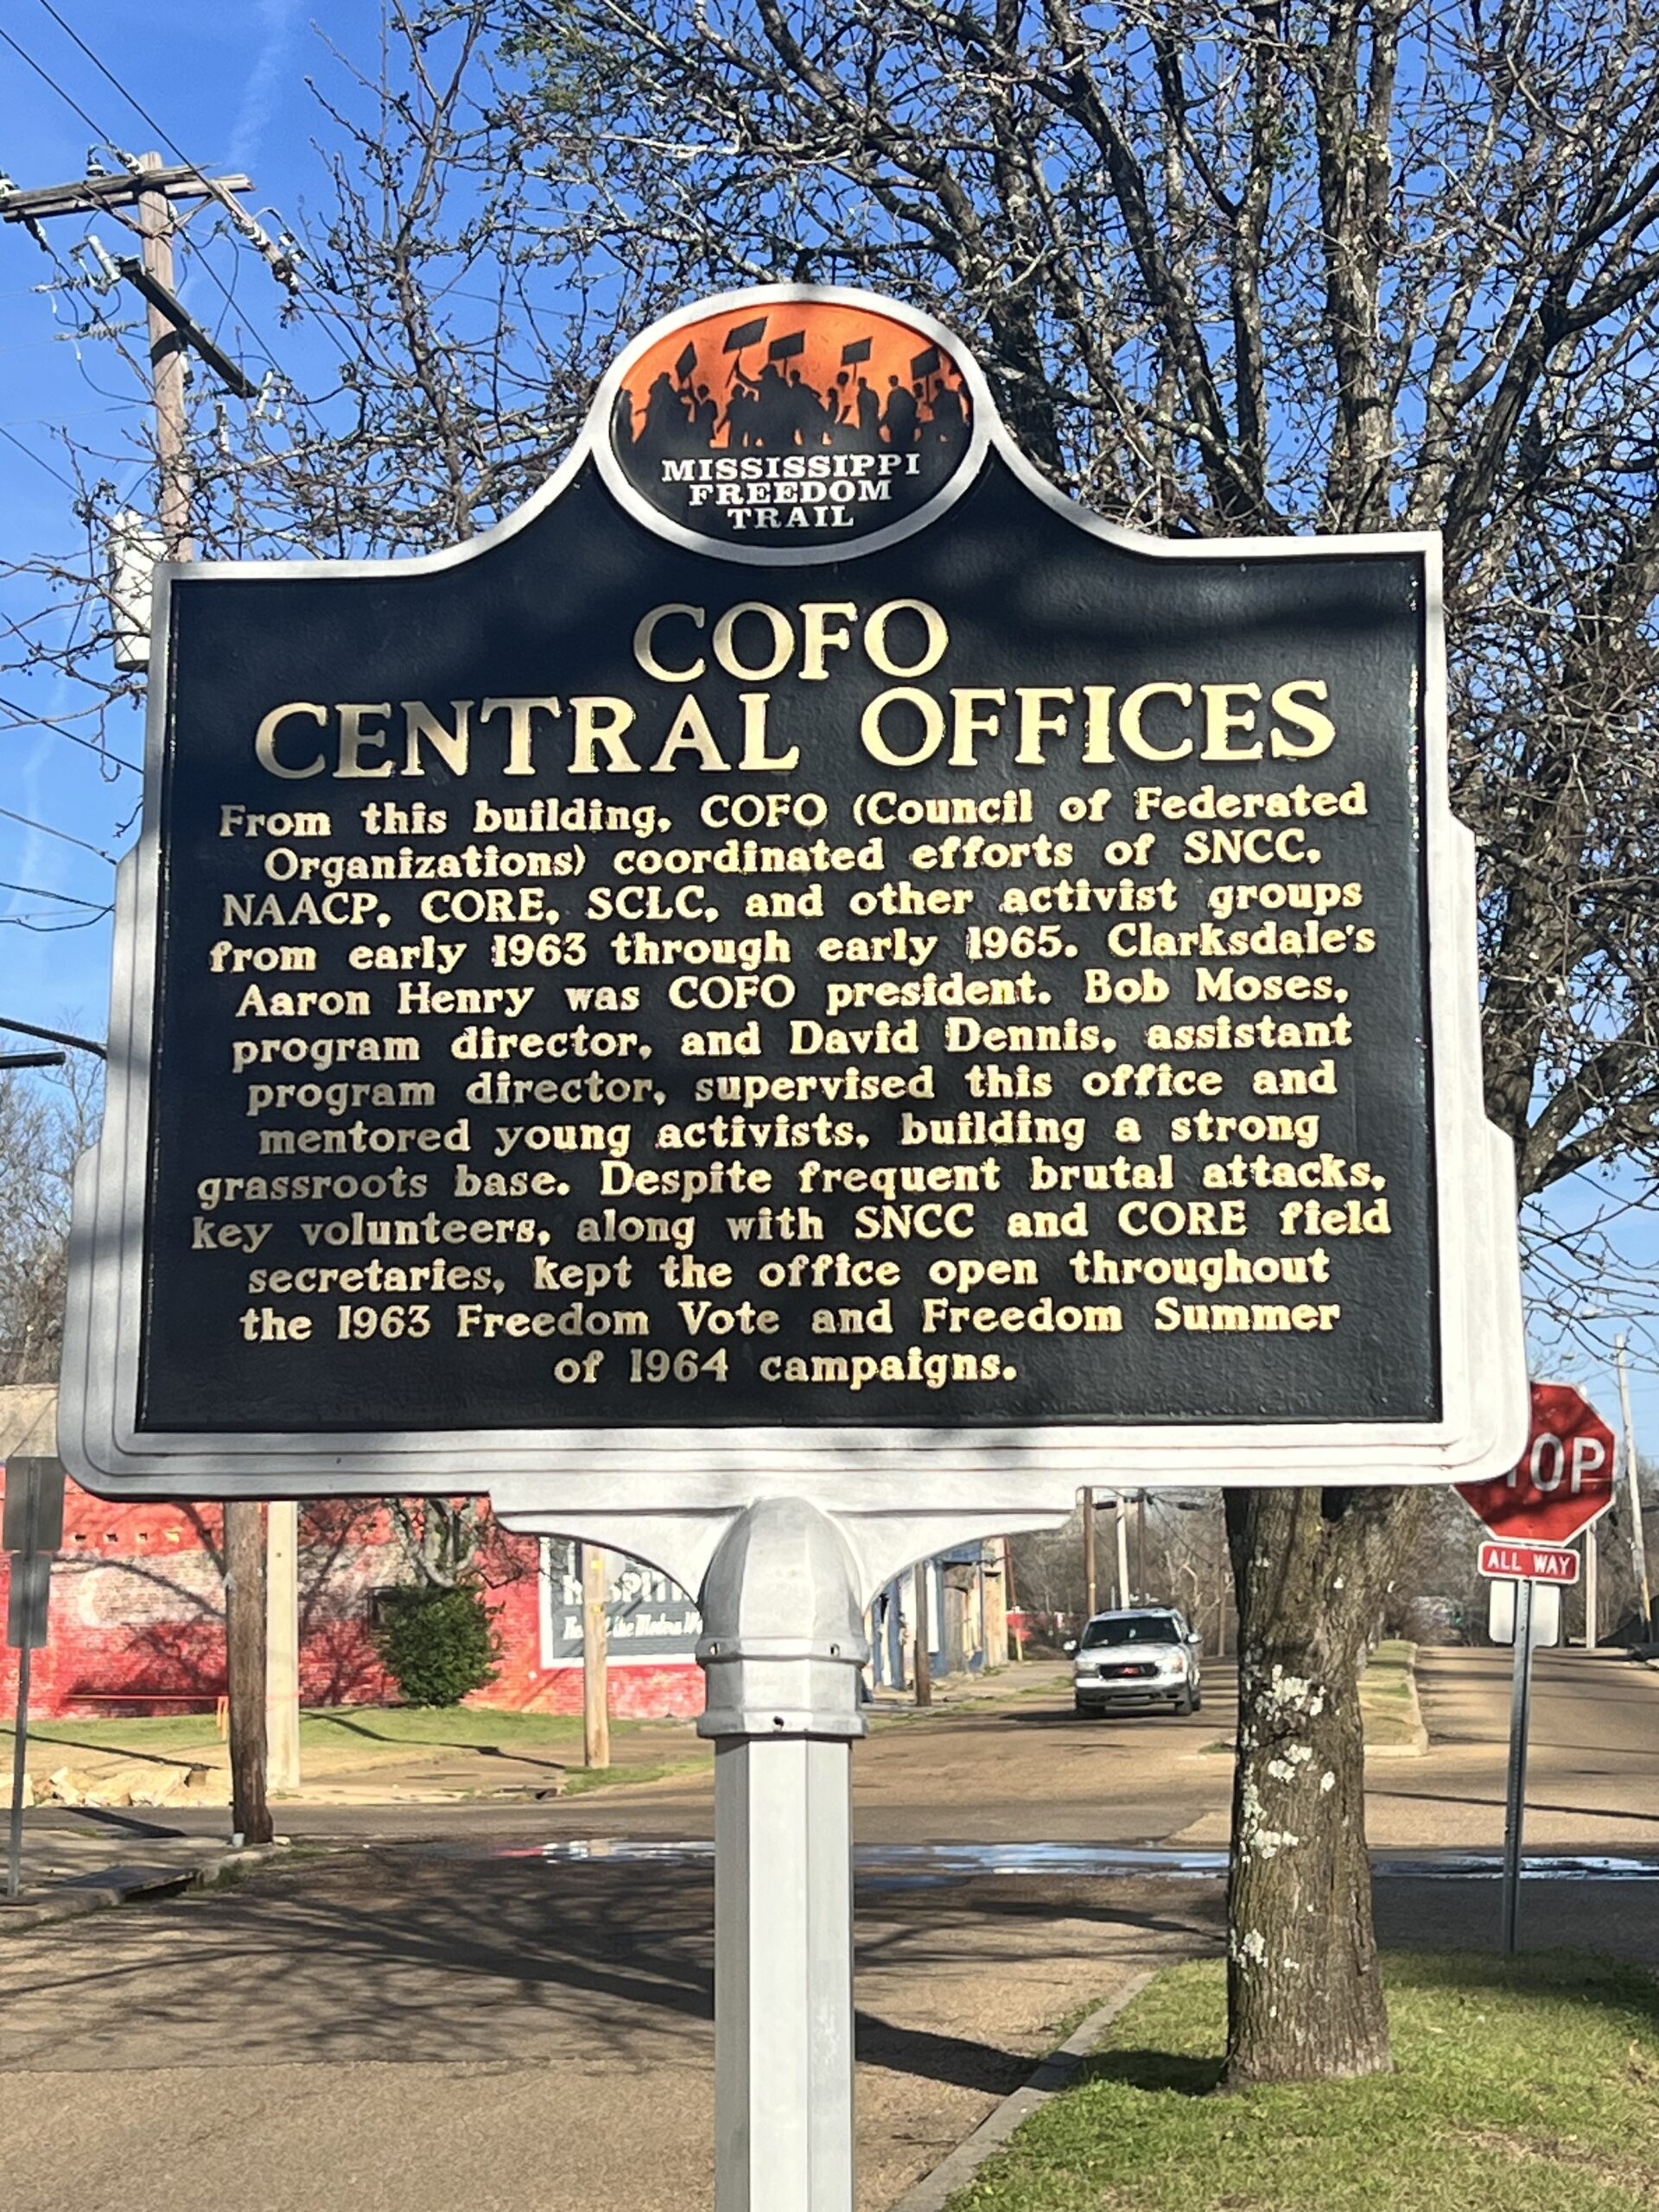 MISSISSIPPI
FREEDOM
TRAIL
COFO
CENTRAL OFFICES
From this building, COFO (Council of Federated
Organizations) coordinated efforts of SNCC,
NAACP, CORE, SCLC, and other activist groups
from early 1963 through early 1965. Clarksdale's
Aaron Henry was COFO president. Bob Moses,
program director, and David Dennis, assistant
program director, supervised this office and
mentored young activists, building a strong
grassroots base. Despite frequent brutal attacks,
key volunteers, along with SNCC and CORE field
secretaries, kept the office open throughout
the 1963 Freedom Vote and Freedom Summer
of 1964 campaigns.
TOP
ALL WAY